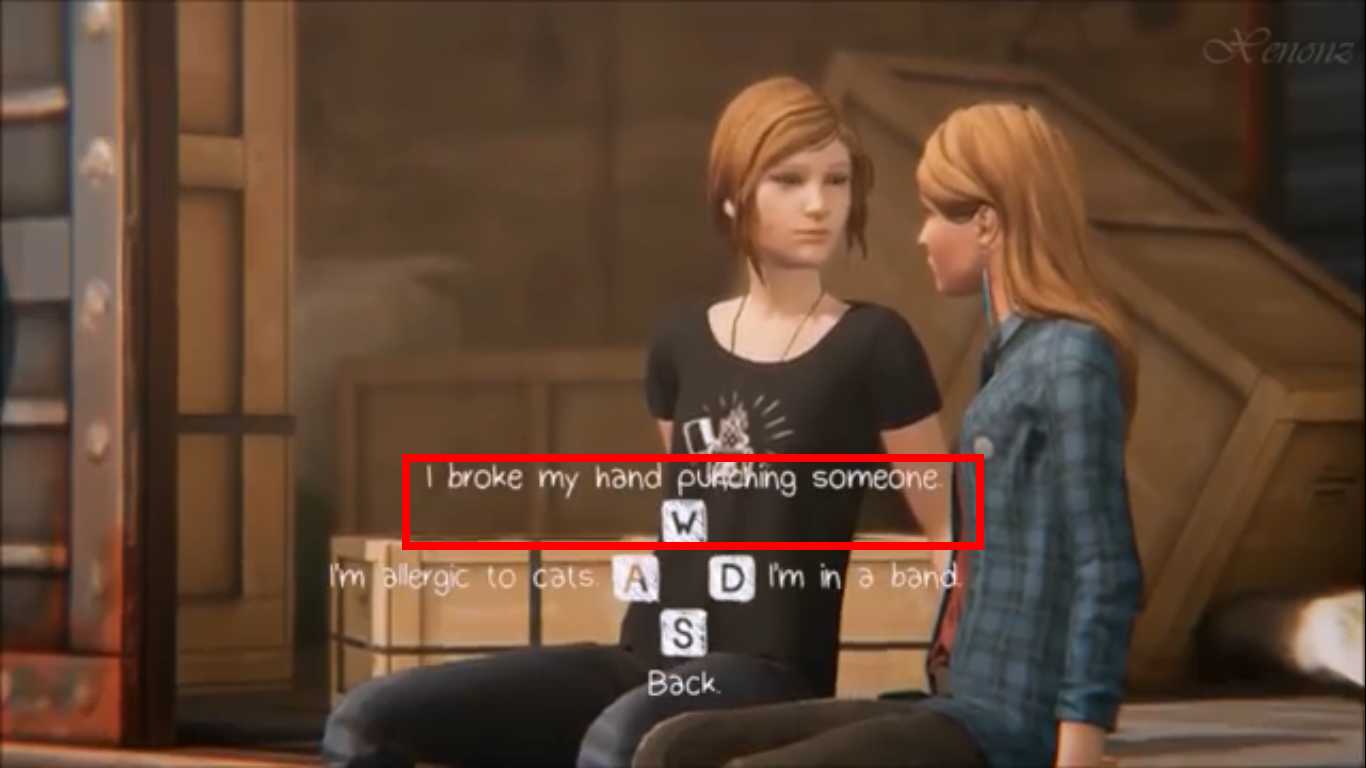 Xenonz
I broke my hand punching someone.
W
I'm allergic to cats. A D I'm in a band.
S
Back.